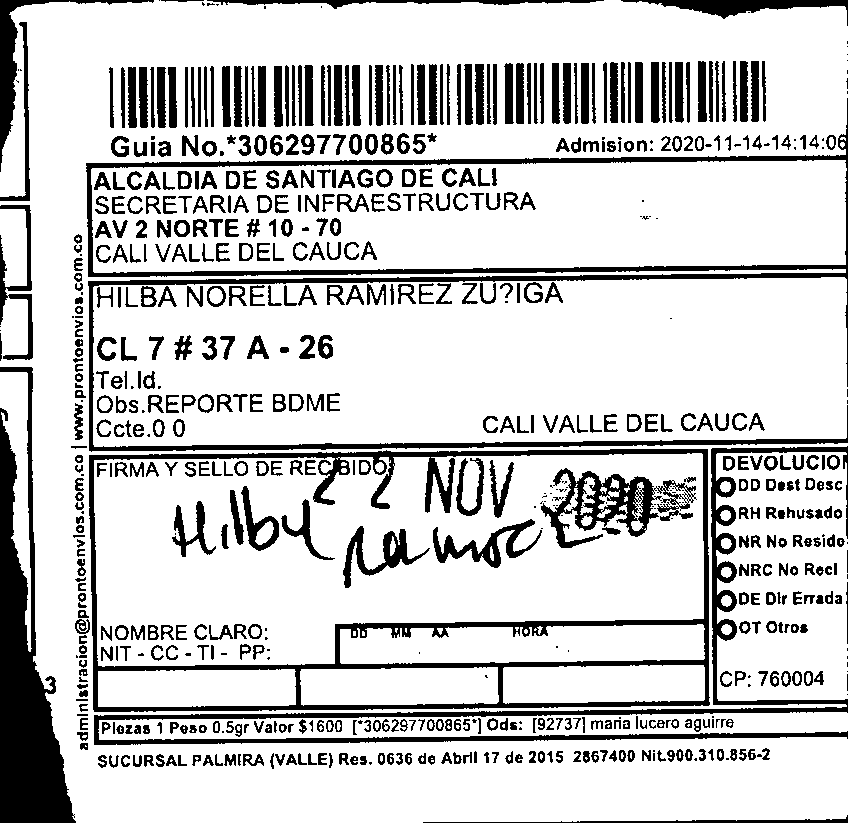 Guia No.*306297700865*
Admision: 2020-11-14-14:14:06
ALCALDIA DE SANTIAGO DE CALI
SECRETARIA DE INFRAESTRUCTURA
AV 2 NORTE # 10 - 70
CALI VALLE DEL CAUCA
HILBA NORELLA RAMIREZ ZU?IGA
CL 7 # 37 A - 26
Tel.Id.
Obs.REPORTE BDME
Ccte.0 0
CALI VALLE DEL CAUCA
www.prontoenvios.com.co
administracion@prontoenvios.com.co
FIRMA Y SELLO DE RECIBIDO
22 NOV 2020
Hilba
NOMBRE CLARO:
NIT - CC - TI - PP:
DD MM AA HORA
DEVOLUCION
DD Dest Desc
RH Rehusado
NR No Reside
NRC No Recl
DE Dir Errada
OT Otros
CP: 760004
3
Piezas 1 Peso 0.5gr Valor $1600 [*306297700865*] Ods: [92737] maria lucero aguirre
SUCURSAL PALMIRA (VALLE) Res. 0636 de Abril 17 de 2015 2867400 Nit.900.310.856-2